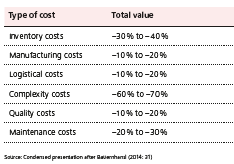 Type of cost Total value
Inventory costs –30% to –40%
Manufacturing costs –10% to –20%
Logistical costs –10% to –20%
Complexity costs –60% to –70%
Quality costs –10% to –20%
Maintenance costs –20% to –30%
Source: Condensed presentation after Bauernhansl (2014: 31)